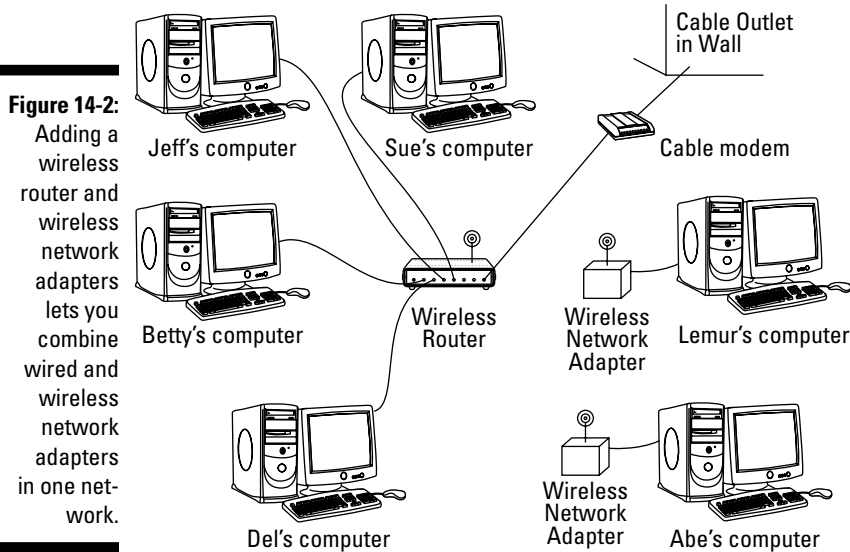 Figure 14-2:
Adding a
wireless
router and
wireless
network
adapters
lets you
combine
wired and
wireless
network
adapters
in one net-
work.
Cable Outlet
in Wall
Jeff's computer
Sue's computer
Cable modem
Betty's computer
Wireless
Router
Wireless
Network
Adapter
Lemur's computer
Del's computer
Wireless
Network
Adapter
Abe's computer